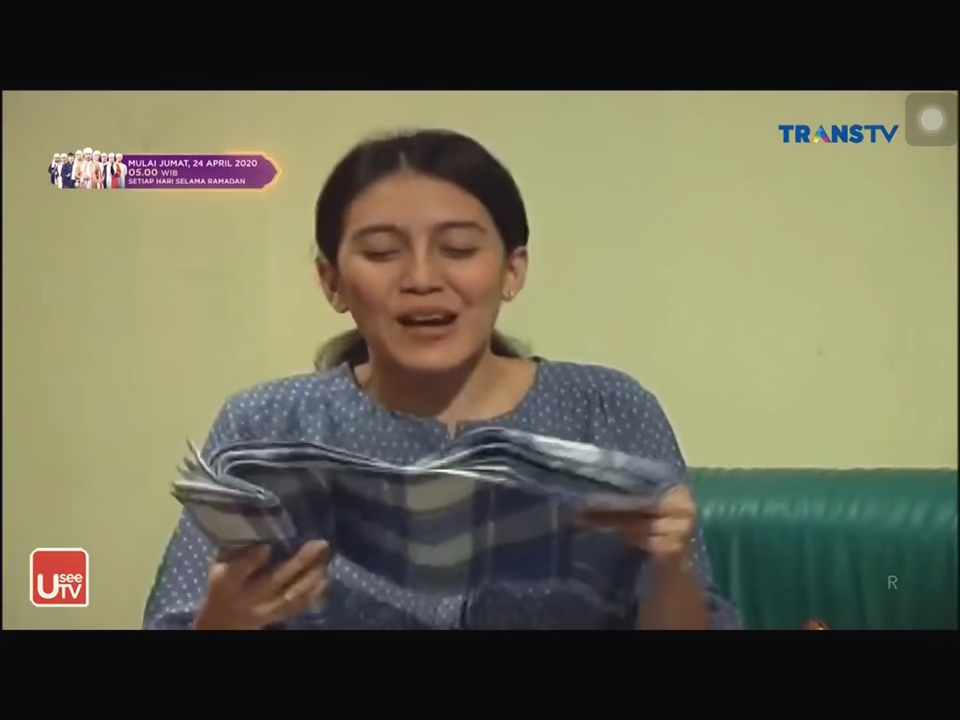 MULAI JUMAT, 24 APRIL 2020
05.00 WIB
SETIAP HARI SELAMA RAMADAN
TRANSTV
USeeTV
R